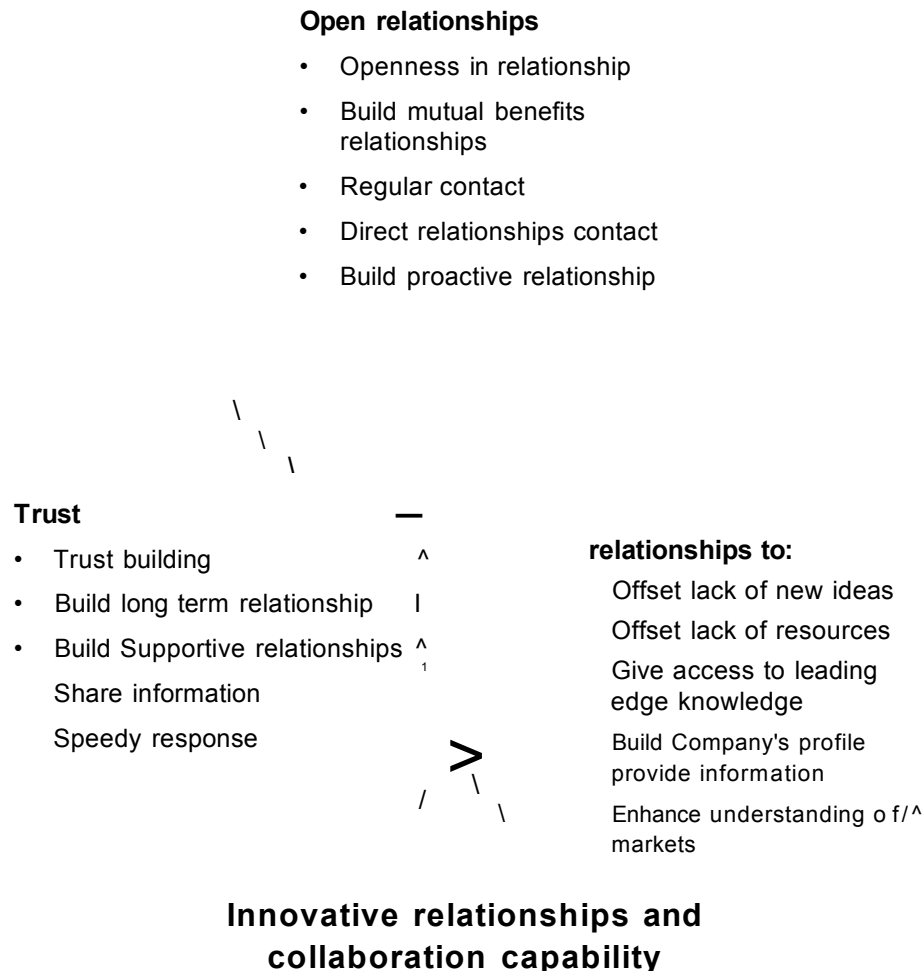 Open relationships
• Openness in relationship
• Build mutual benefits
relationships
• Regular contact
• Direct relationships contact
• Build proactive relationship
\
\
\
Trust —
• Trust building ^
• Build long term relationship I
• Build Supportive relationships ^
1
Share information
Speedy response
>
/ \
\
relationships to:
Offset lack of new ideas
Offset lack of resources
Give access to leading
edge knowledge
Build Company's profile
provide information
Enhance understanding o f/^
markets
Innovative relationships and
collaboration capability